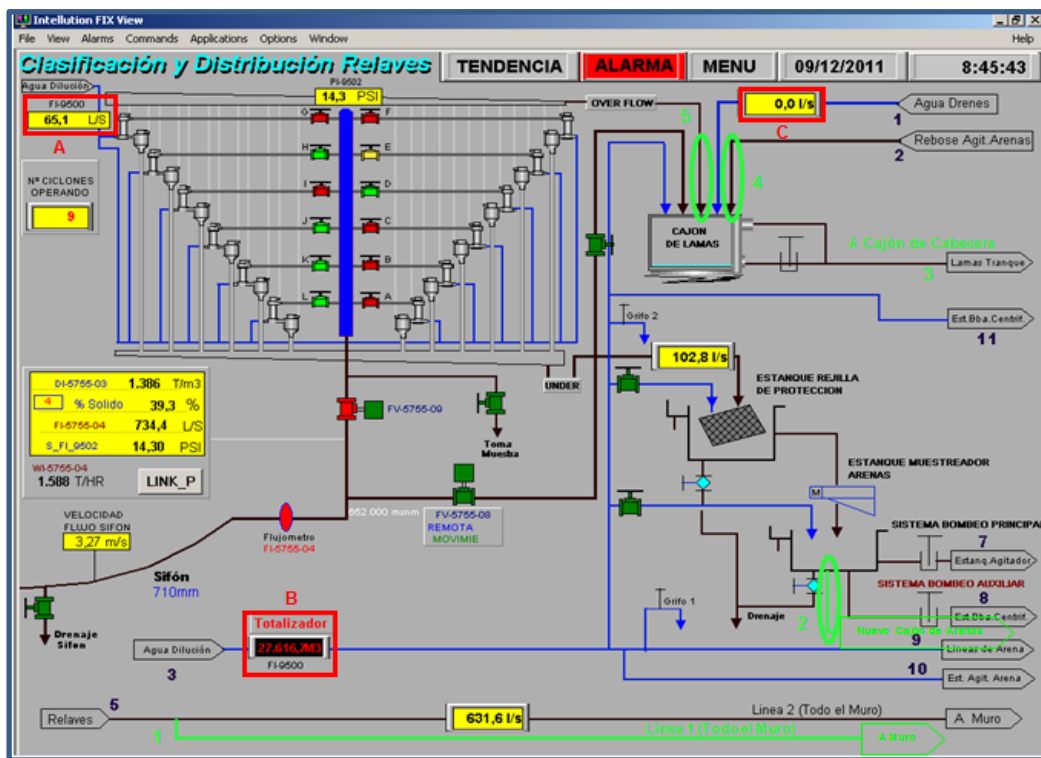 Intellution FIX View
File View Alarms Commands Applications Options Window Help
Clasificación y Distribución Relaves
TENDENCIA
ALARMA
MENU
09/12/2011
8:45:43
Agua Dilución
FI-9500
65,1 L/S
A
Nº CICLONES
OPERANDO
9
PI-9502
14,3 PSI
G F
H E
I D
J C
K B
L A
OVER FLOW
5
0,0 l/s
C
Agua Drenes
1
Rebose Agit.Arenas
2
4
CAJON
DE LAMAS
A Cajón de Cabecera
Lamas Tranque
3
Est.Bba.Centrif.
11
Grifo 2
102,8 l/s
UNDER
ESTANQUE REJILLA
DE PROTECCION
DI-5755-03 1.386 T/m3
4 % Solido 39,3 %
FI-5755-04 734,4 L/S
S_FI_9502 14,30 PSI
WI-5755-04
1.588 T/HR
LINK_P
FV-5755-09
Toma
Muestra
ESTANQUE MUESTREADOR
ARENAS
M
VELOCIDAD
FLUJO SIFON
3,27 m/s
Flujometro
FI-5755-04
652.000 msnm
FV-5755-08
REMOTA
MOVIMIE
SISTEMA BOMBEO PRINCIPAL
7
Estanq.Agitador
SISTEMA BOMBEO AUXILIAR
8
Est.Bba.Centrif.
Sifón
710mm
Drenaje
Sifon
B
Totalizador
27.616,7M3
FI-9500
Grifo 1
Drenaje
2
Nuevo Cajón de Arenas
9
Lineas de Arena
Agua Dilución
3
10
Est. Agit. Arena
5
Relaves
631,6 l/s
Linea 2 (Todo el Muro)
A Muro
1
Línea 1 (Todo el Muro)
A Muro